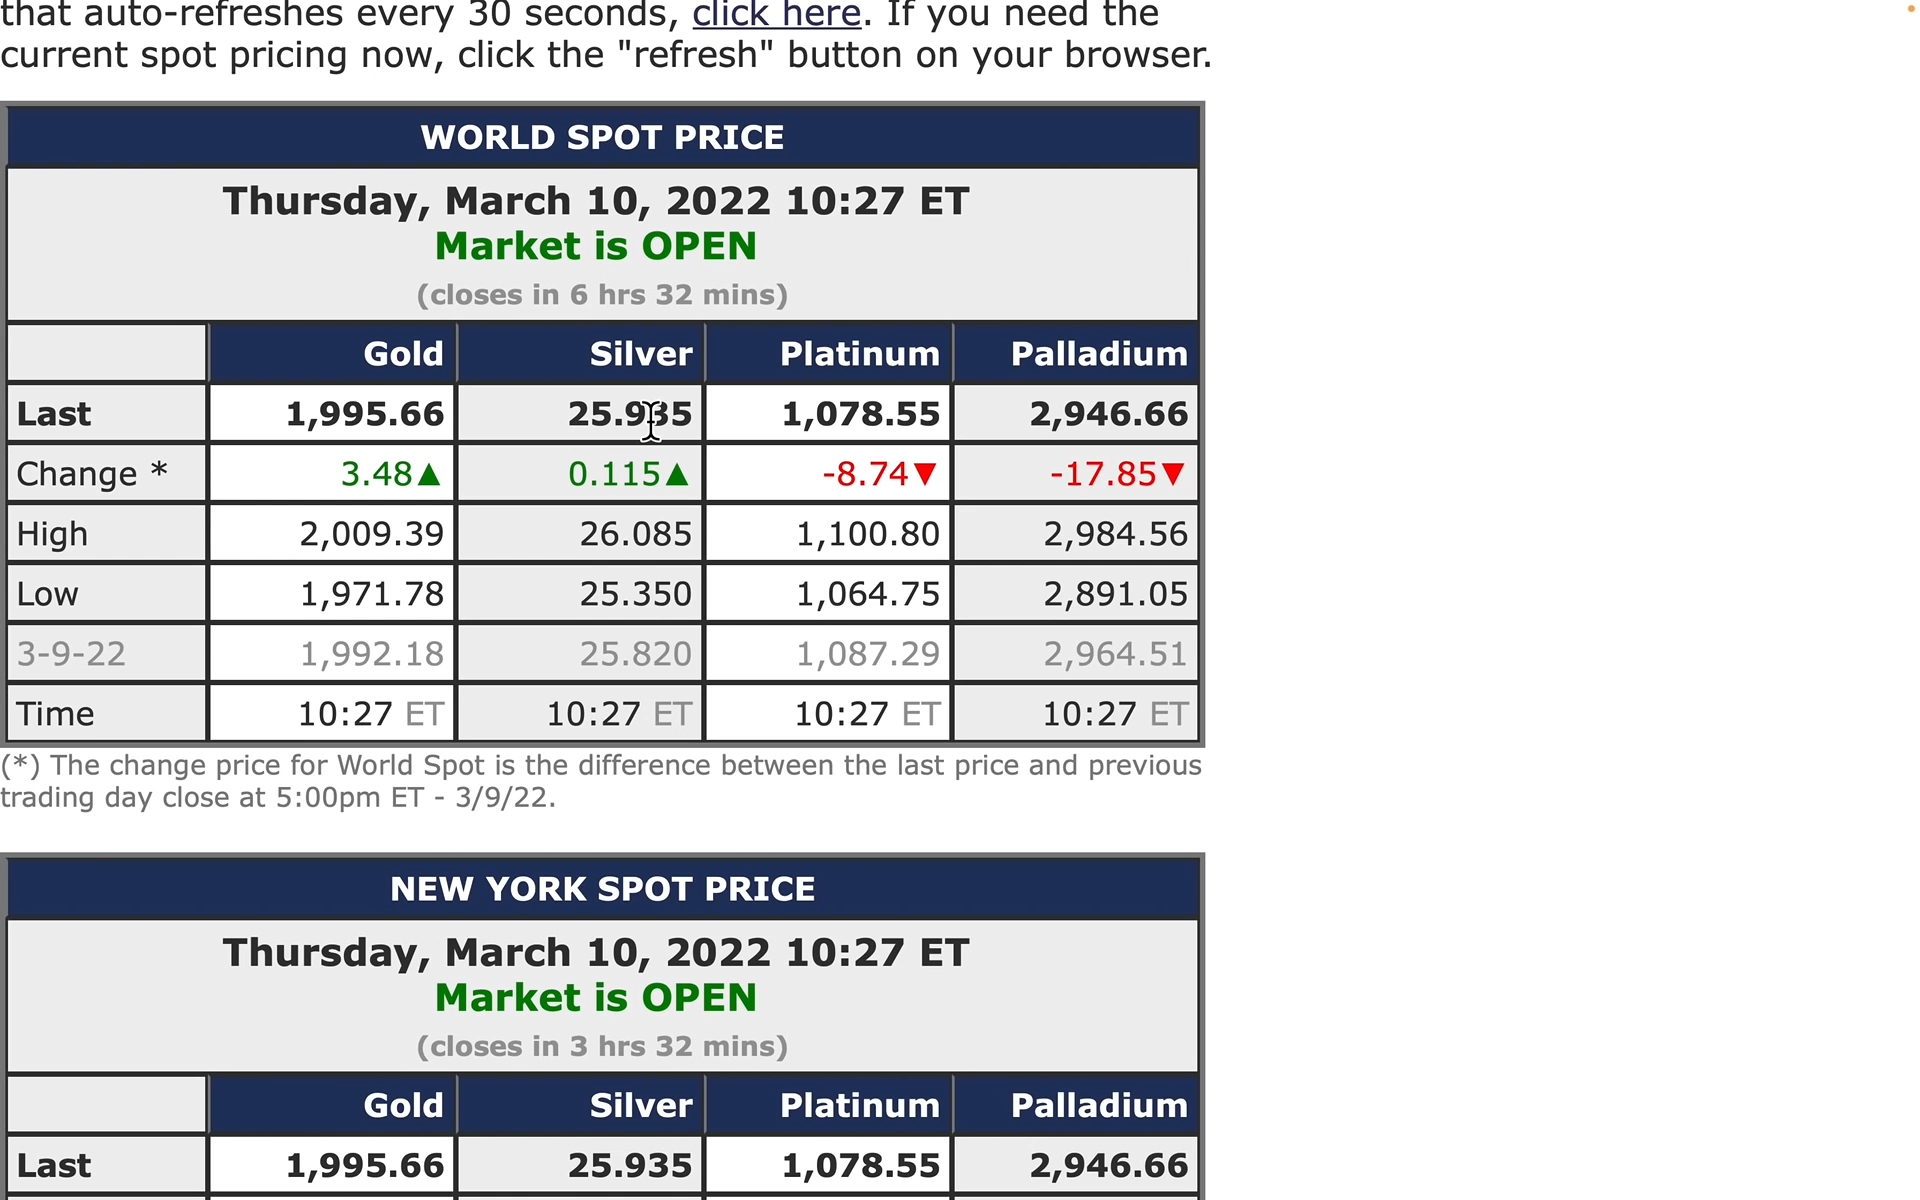 that auto-refreshes every 30 seconds, click here. If you need the
current spot pricing now, click the "refresh" button on your browser.
WORLD SPOT PRICE
Thursday, March 10, 2022 10:27 ET
Market is OPEN
(closes in 6 hrs 32 mins)
Gold Silver Platinum Palladium
Last 1,995.66 25.935 1,078.55 2,946.66
Change * 3.48▲ 0.115▲ -8.74▼ -17.85▼
High 2,009.39 26.085 1,100.80 2,984.56
Low 1,971.78 25.350 1,064.75 2,891.05
3-9-22 1,992.18 25.820 1,087.29 2,964.51
Time 10:27 ET 10:27 ET 10:27 ET 10:27 ET
(*) The change price for World Spot is the difference between the last price and previous
trading day close at 5:00pm ET - 3/9/22.
NEW YORK SPOT PRICE
Thursday, March 10, 2022 10:27 ET
Market is OPEN
(closes in 3 hrs 32 mins)
Gold Silver Platinum Palladium
Last 1,995.66 25.935 1,078.55 2,946.66